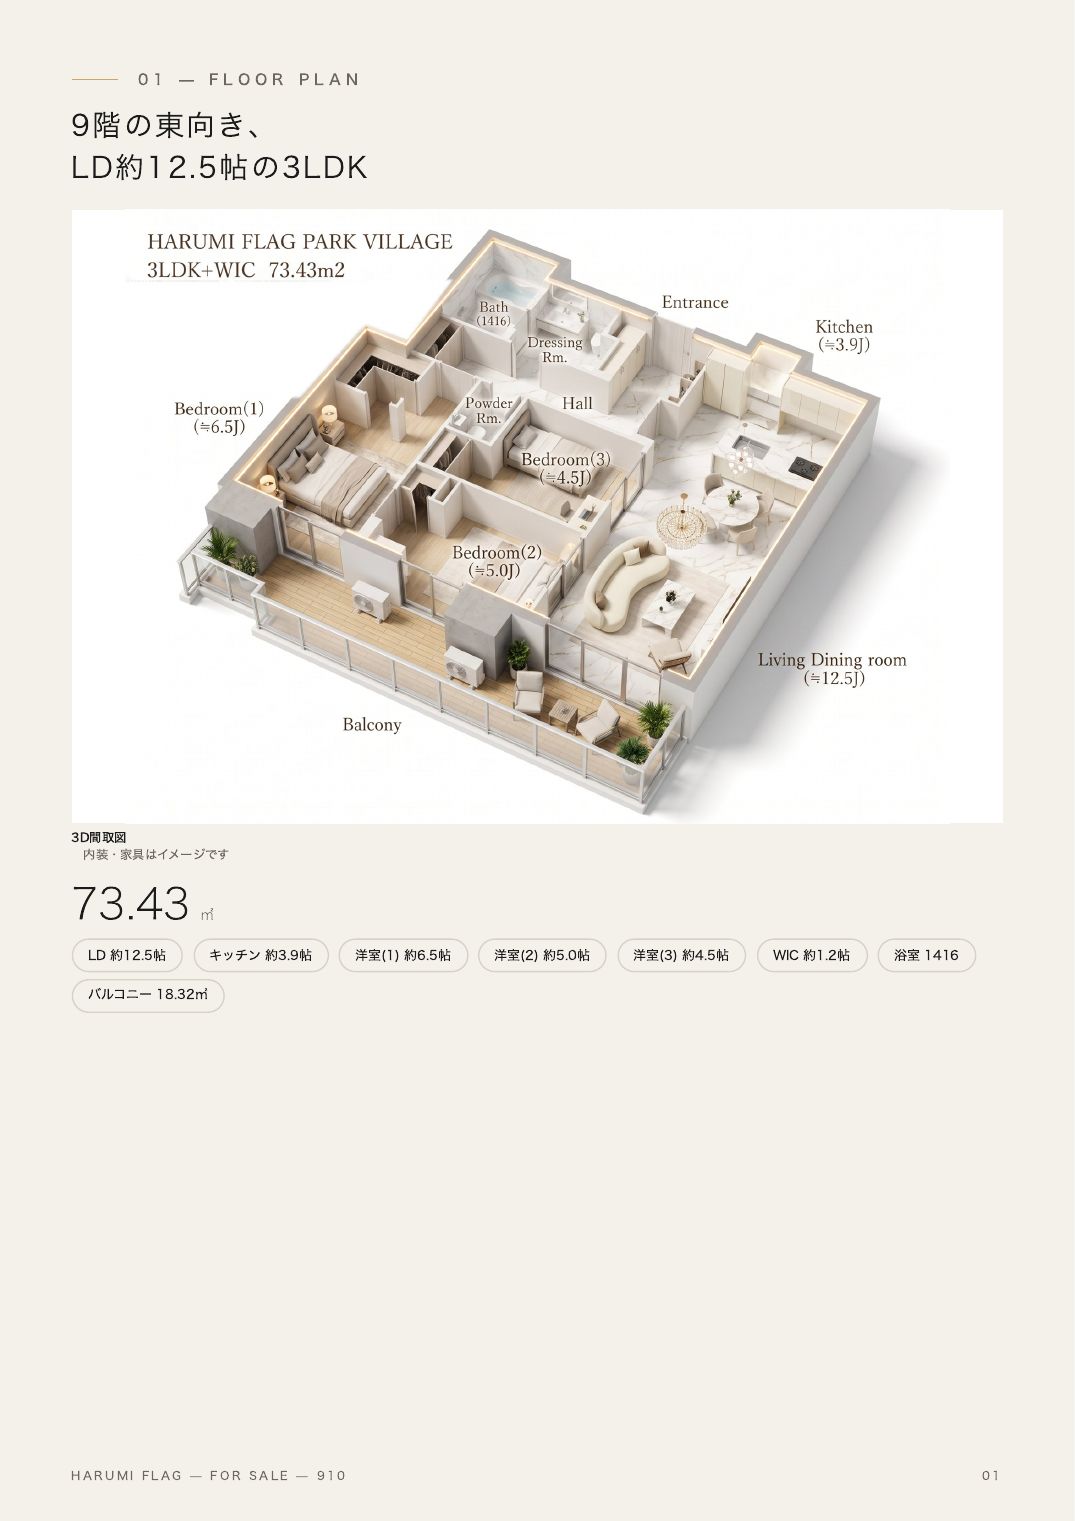 01 — FLOOR PLAN
9階の東向き、
LD約12.5帖の3LDK
HARUMI FLAG PARK VILLAGE
3LDK+WIC 73.43m2
Bath
(1416)
Dressing
Rm.
Entrance
Kitchen
(≒3.9J)
Bedroom(1)
(≒6.5J)
Powder
Rm.
Hall
Bedroom(3)
(≒4.5J)
Bedroom(2)
(≒5.0J)
Living Dining room
(≒12.5J)
Balcony
3D間取図
内装・家具はイメージです
73.43 ㎡
LD 約12.5帖
キッチン 約3.9帖
洋室(1) 約6.5帖
洋室(2) 約5.0帖
洋室(3) 約4.5帖
WIC 約1.2帖
浴室 1416
バルコニー 18.32㎡
HARUMI FLAG — FOR SALE — 910
01